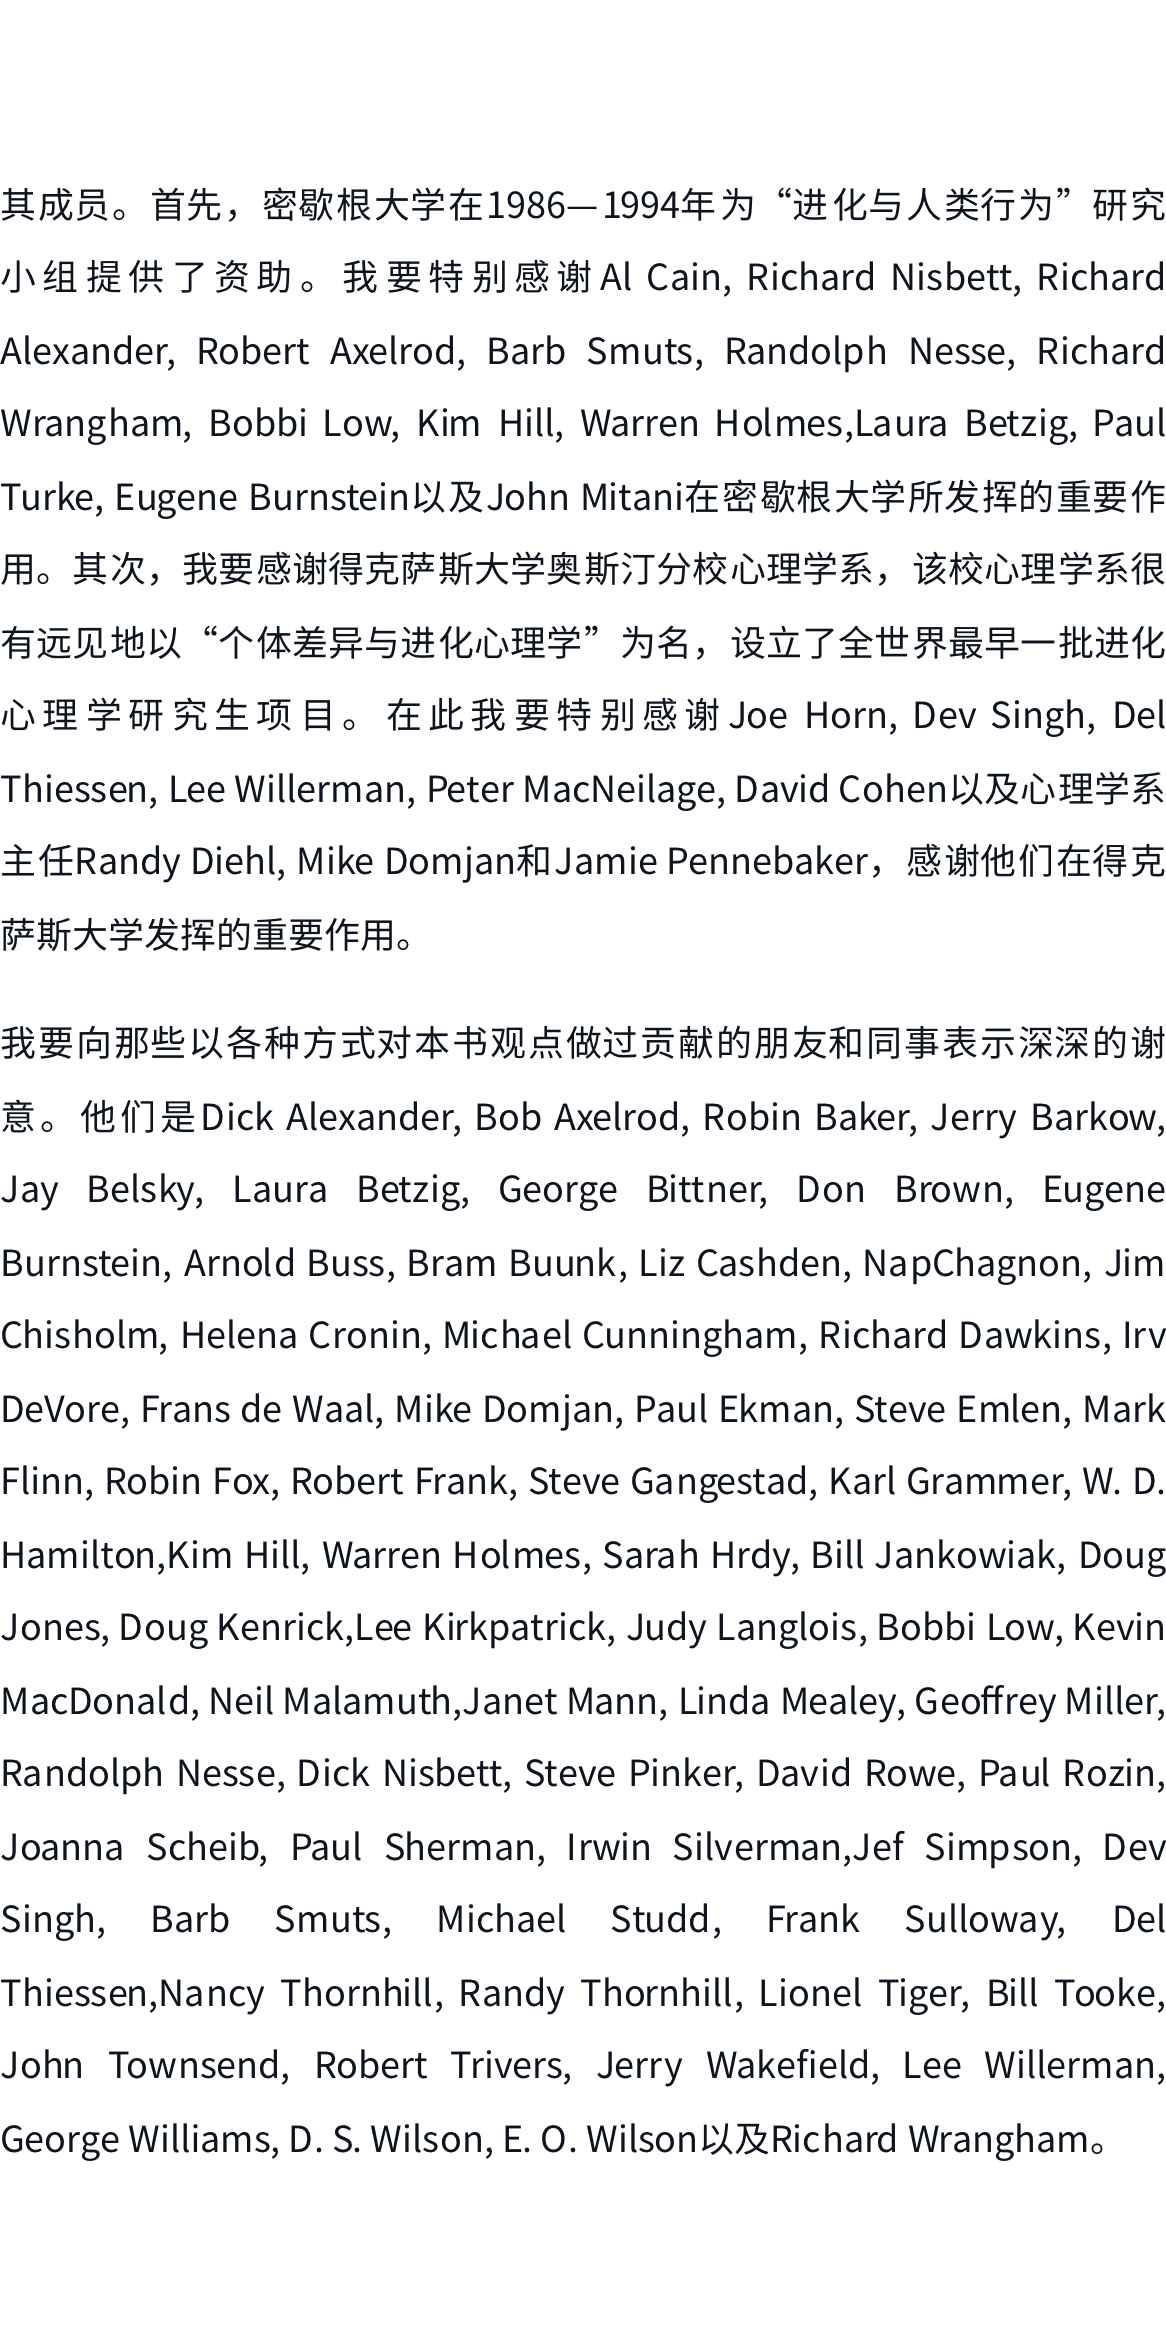 其成员。首先，密歇根大学在1986—1994年为“进化与人类行为”研究
小组提供了资助。我要特别感谢Al Cain, Richard Nisbett, Richard
Alexander, Robert Axelrod, Barb Smuts, Randolph Nesse, Richard
Wrangham, Bobbi Low, Kim Hill, Warren Holmes,Laura Betzig, Paul
Turke, Eugene Burnstein以及John Mitani在密歇根大学所发挥的重要作
用。其次，我要感谢得克萨斯大学奥斯汀分校心理学系，该校心理学系很
有远见地以“个体差异与进化心理学”为名，设立了全世界最早一批进化
心理学研究生项目。在此我要特别感谢Joe Horn, Dev Singh, Del
Thiessen, Lee Willerman, Peter MacNeilage, David Cohen以及心理学系
主任Randy Diehl, Mike Domjan和Jamie Pennebaker，感谢他们在得克
萨斯大学发挥的重要作用。
我要向那些以各种方式对本书观点做过贡献的朋友和同事表示深深的谢
意。他们是Dick Alexander, Bob Axelrod, Robin Baker, Jerry Barkow,
Jay Belsky, Laura Betzig, George Bittner, Don Brown, Eugene
Burnstein, Arnold Buss, Bram Buunk, Liz Cashden, NapChagnon, Jim
Chisholm, Helena Cronin, Michael Cunningham, Richard Dawkins, Irv
DeVore, Frans de Waal, Mike Domjan, Paul Ekman, Steve Emlen, Mark
Flinn, Robin Fox, Robert Frank, Steve Gangestad, Karl Grammer, W. D.
Hamilton,Kim Hill, Warren Holmes, Sarah Hrdy, Bill Jankowiak, Doug
Jones, Doug Kenrick,Lee Kirkpatrick, Judy Langlois, Bobbi Low, Kevin
MacDonald, Neil Malamuth,Janet Mann, Linda Mealey, Geoffrey Miller,
Randolph Nesse, Dick Nisbett, Steve Pinker, David Rowe, Paul Rozin,
Joanna Scheib, Paul Sherman, Irwin Silverman,Jef Simpson, Dev
Singh, Barb Smuts, Michael Studd, Frank Sulloway, Del
Thiessen,Nancy Thornhill, Randy Thornhill, Lionel Tiger, Bill Tooke,
John Townsend, Robert Trivers, Jerry Wakefield, Lee Willerman,
George Williams, D. S. Wilson, E. O. Wilson以及Richard Wrangham。